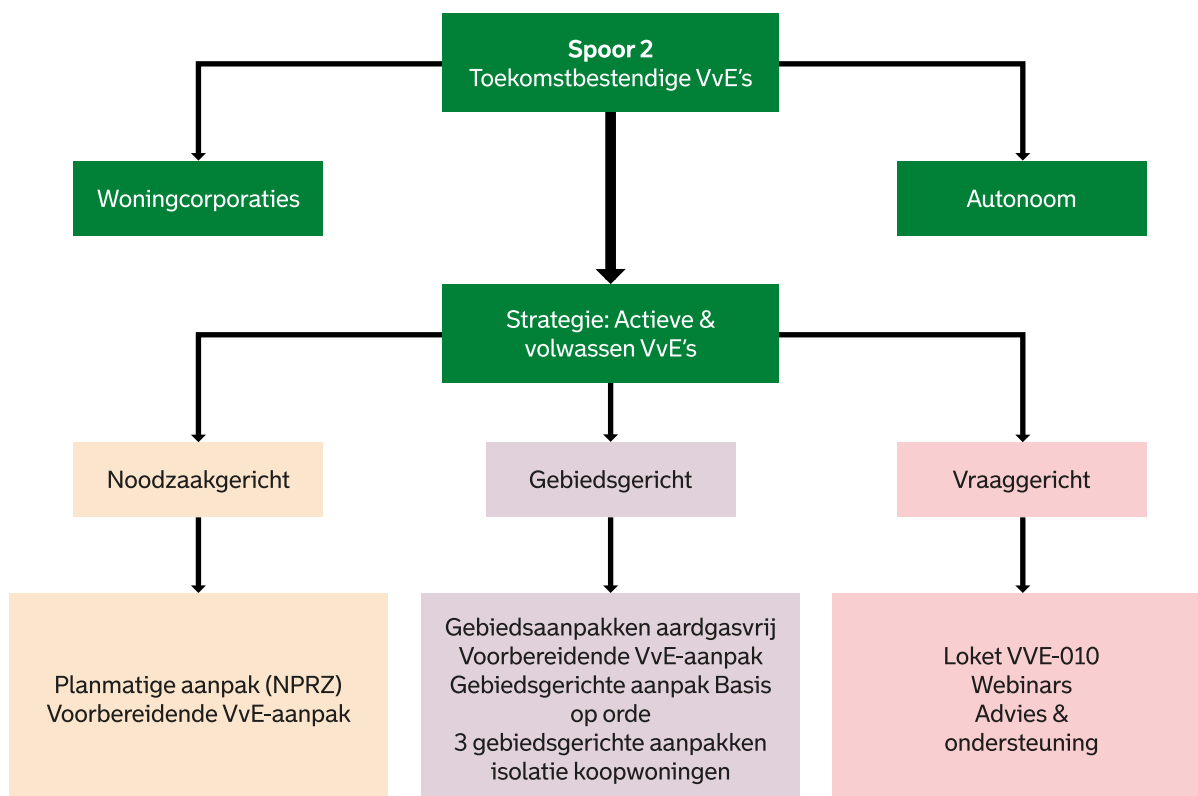 Spoor 2
Toekomstbestendige VvE's
Woningcorporaties
Autonoom
Strategie: Actieve &
volwassen VvE's
Noodzaakgericht
Gebiedsgericht
Vraaggericht
Planmatige aanpak (NPRZ)
Voorbereidende VvE-aanpak
Gebiedsaanpakken aardgasvrij
Voorbereidende VvE-aanpak
Gebiedsgerichte aanpak Basis
op orde
3 gebiedsgerichte aanpakken
isolatie koopwoningen
Loket VVE-010
Webinars
Advies &
ondersteuning